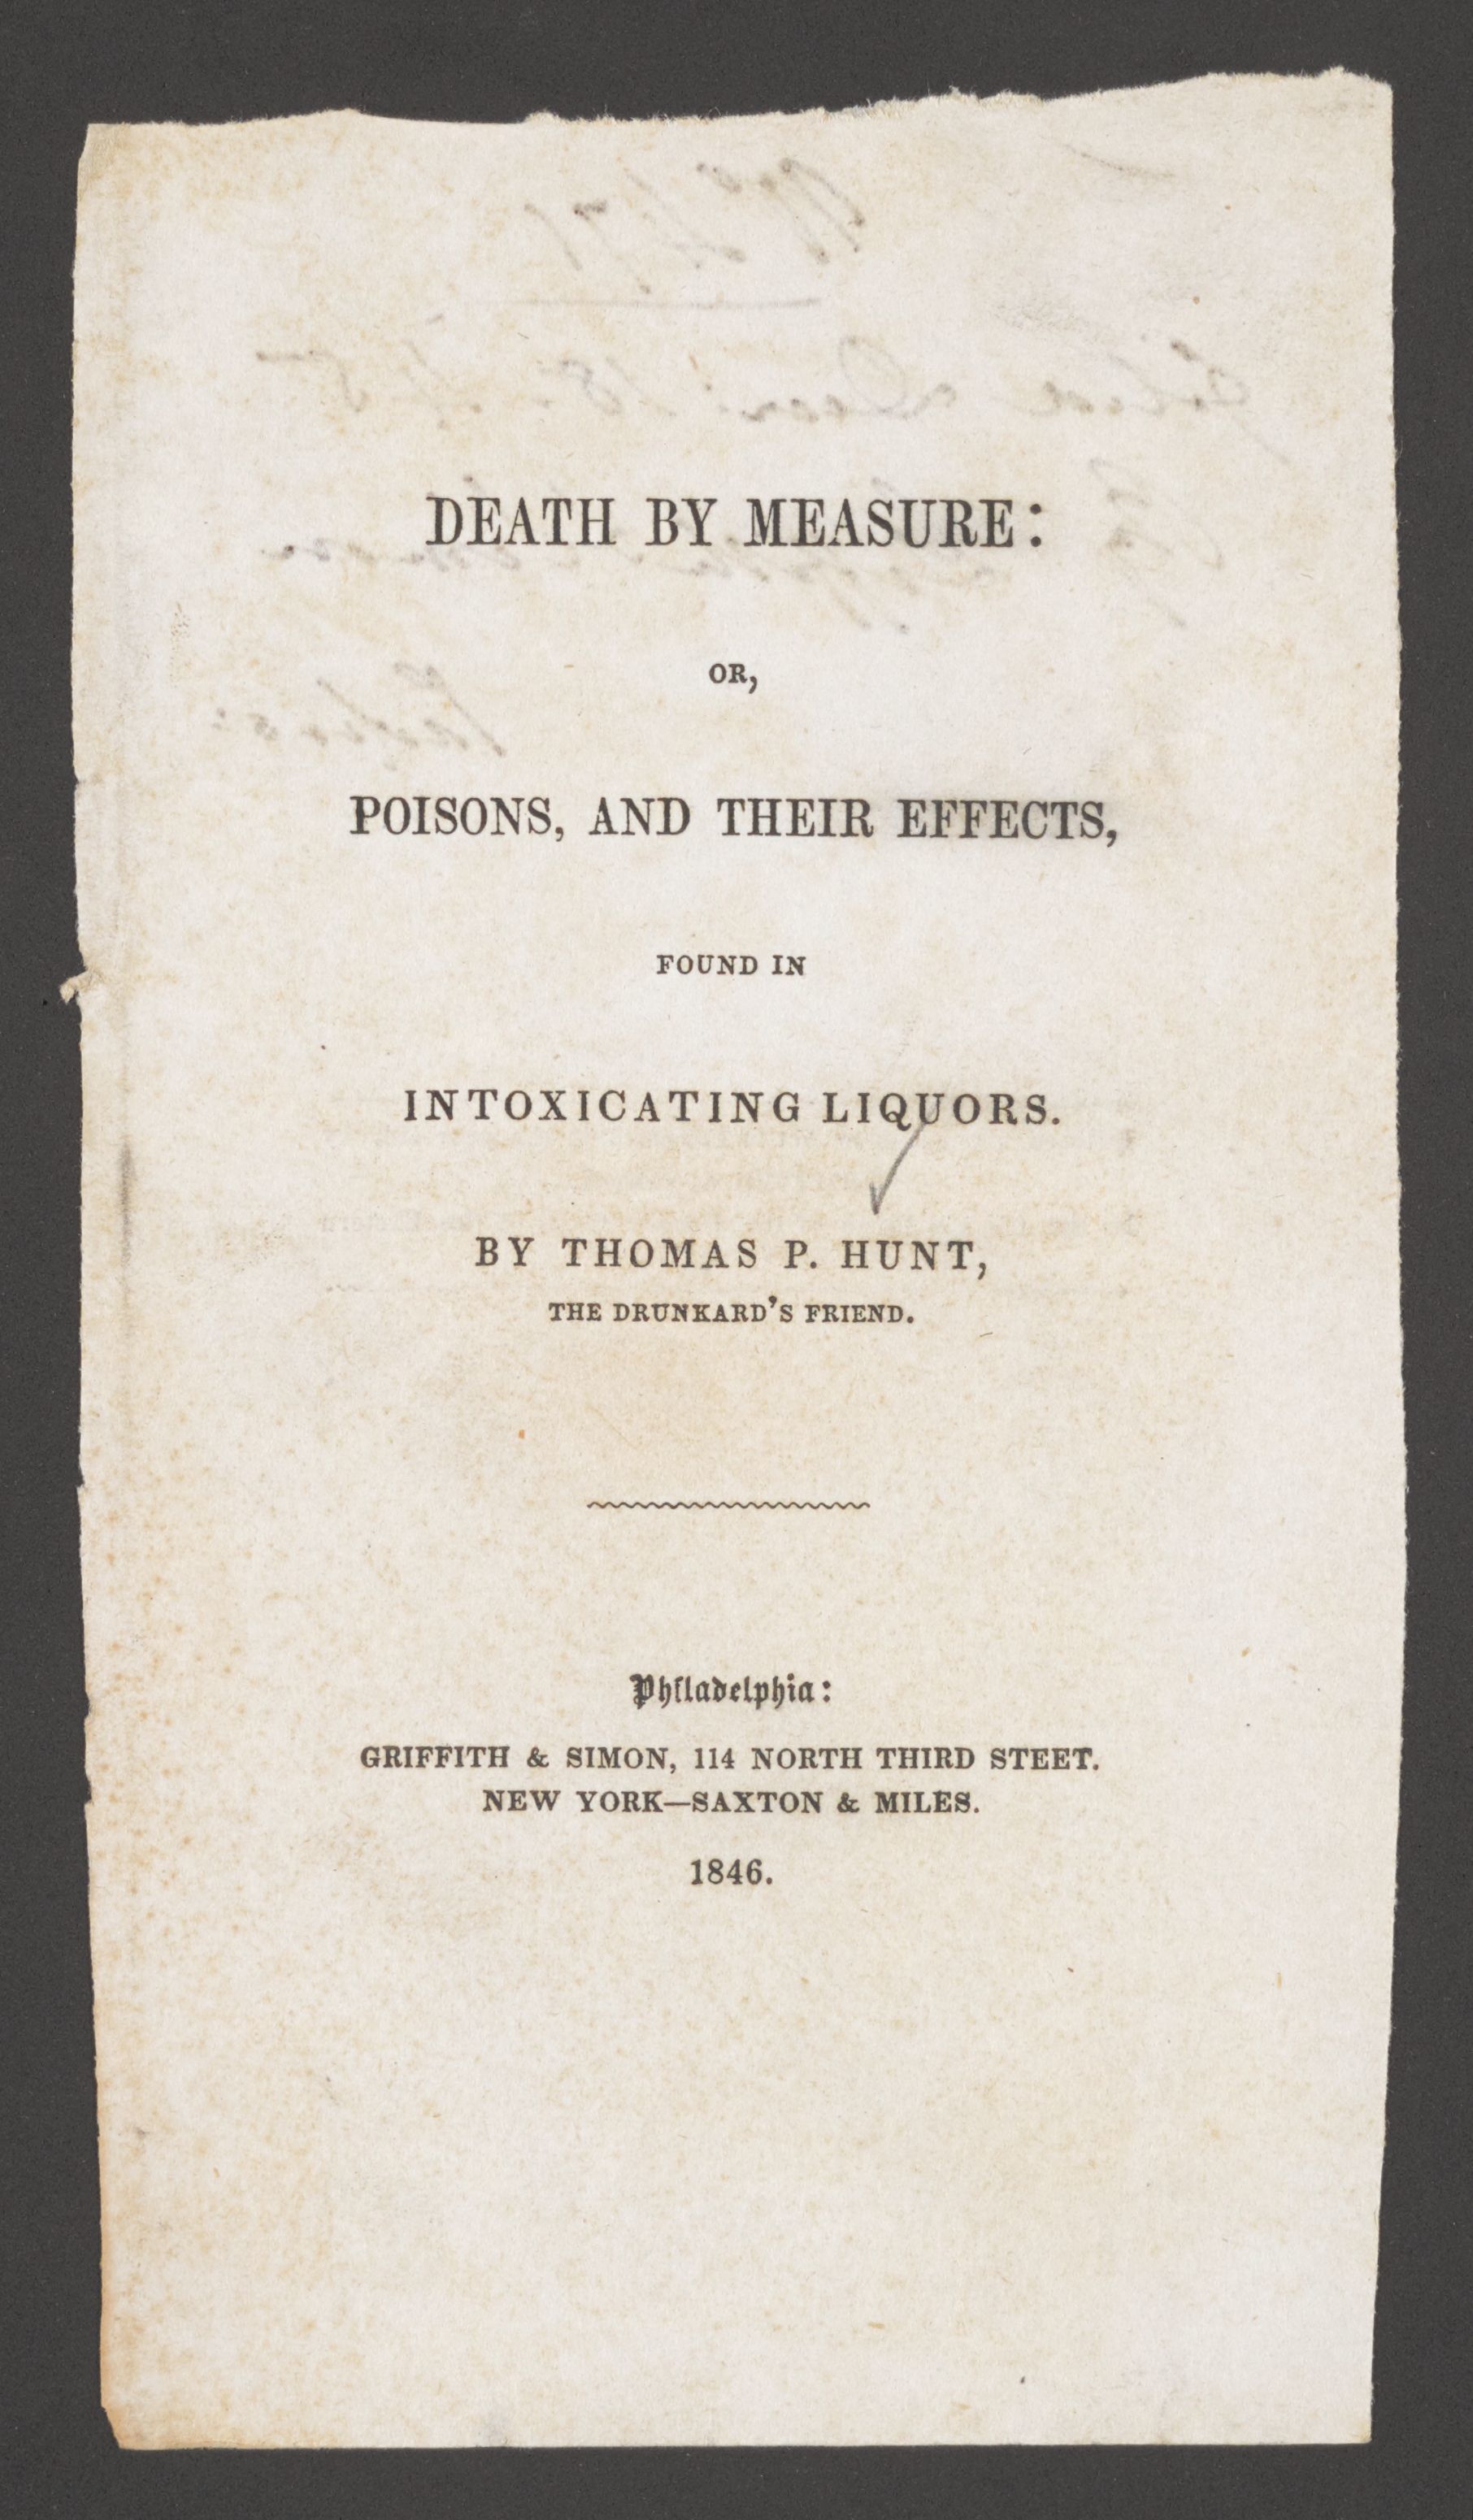 DEATH BY MEASURE:
OR,
POISONS, AND THEIR EFFECTS,
FOUND IN
INTOXICATING LIQUORS.
BY THOMAS P. HUNT,
THE DRUNKARD'S FRIEND.
Philadelphia:
GRIFFITH & SIMON, 114 NORTH THIRD STEET.
NEW YORK—SAXTON & MILES.
1846.